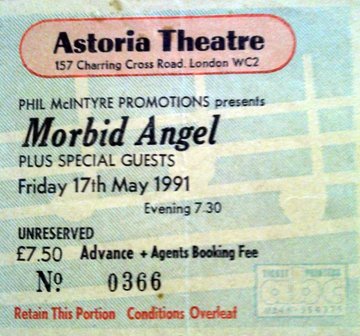 Astoria Theatre
157 Charring Cross Road. London WC2
PHIL McINTYRE PROMOTIONS presents
Morbid Angel
PLUS SPECIAL GUESTS
Friday 17th May 1991
Evening 7.30
UNRESERVED
£7.50 Advance + Agents Booking Fee
No 0366
TICKET PRINTERS
Retain This Portion Conditions Overleaf